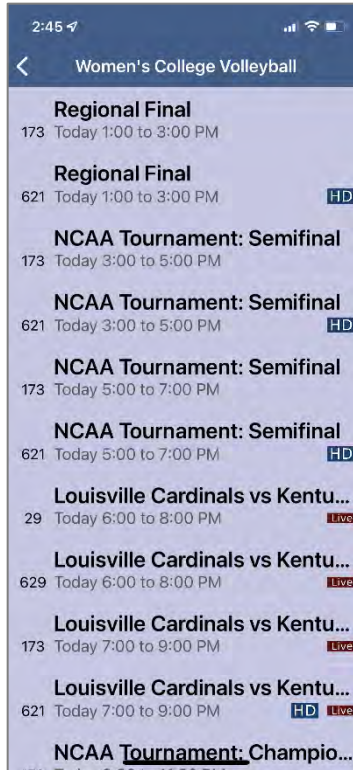 2:45
Women's College Volleyball
Regional Final
173 Today 1:00 to 3:00 PM
Regional Final
621 Today 1:00 to 3:00 PM HD
NCAA Tournament: Semifinal
173 Today 3:00 to 5:00 PM
NCAA Tournament: Semifinal
621 Today 3:00 to 5:00 PM HD
NCAA Tournament: Semifinal
173 Today 5:00 to 7:00 PM
NCAA Tournament: Semifinal
621 Today 5:00 to 7:00 PM HD
Louisville Cardinals vs Kentu...
29 Today 6:00 to 8:00 PM Live
Louisville Cardinals vs Kentu...
629 Today 6:00 to 8:00 PM Live
Louisville Cardinals vs Kentu...
173 Today 7:00 to 9:00 PM Live
Louisville Cardinals vs Kentu...
621 Today 7:00 to 9:00 PM HD Live
NCAA Tournament: Champio...